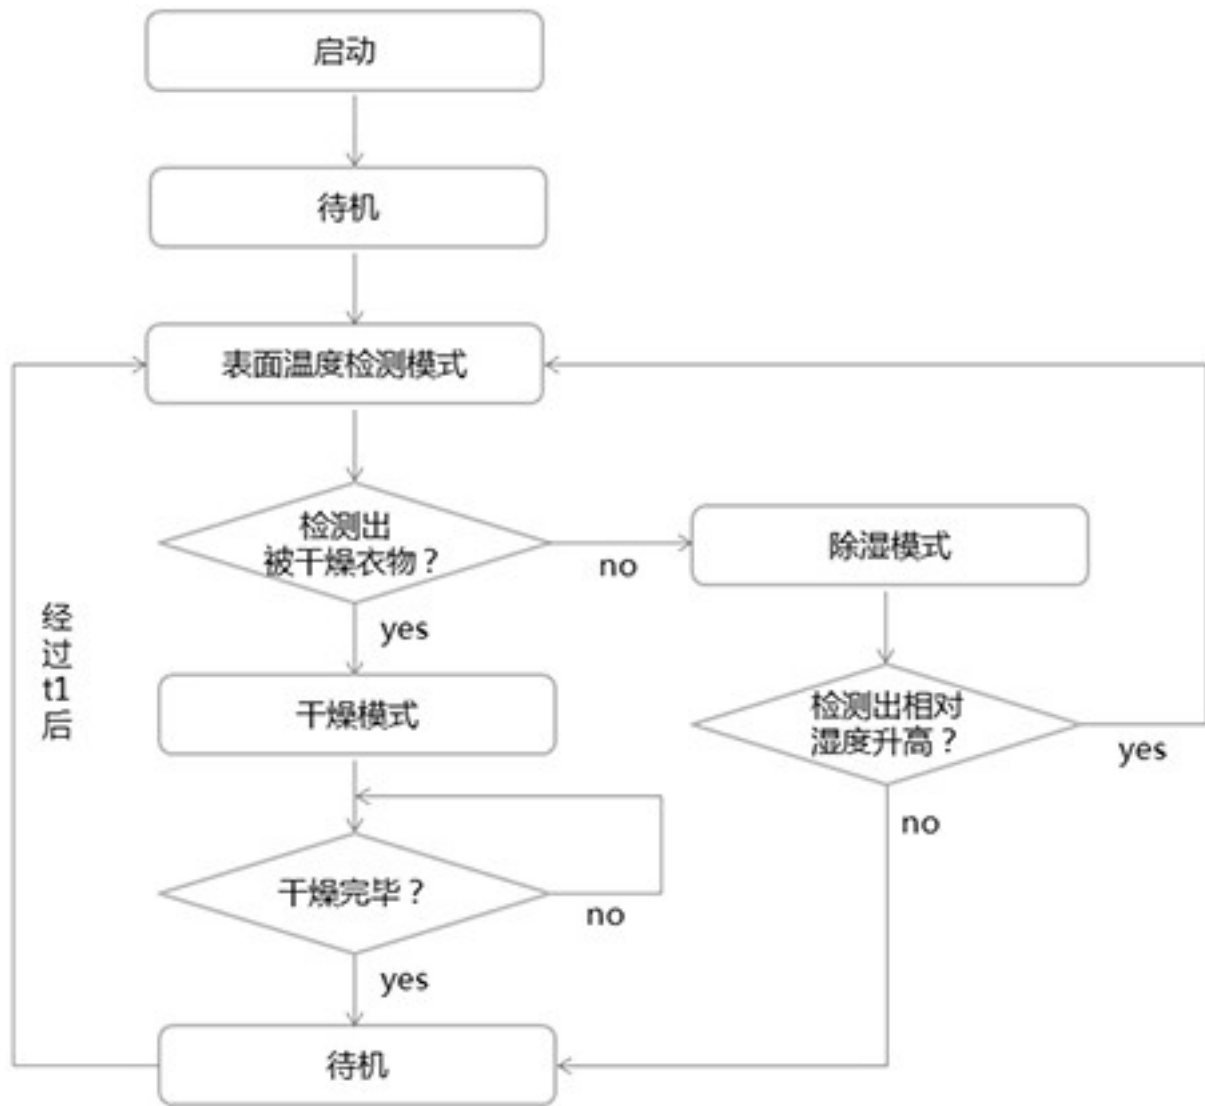 启动
待机
表面温度检测模式
检测出
被干燥衣物？
no
除湿模式
yes
经
过
t1
后
干燥模式
检测出相对
湿度升高？
yes
no
干燥完毕？
no
yes
待机